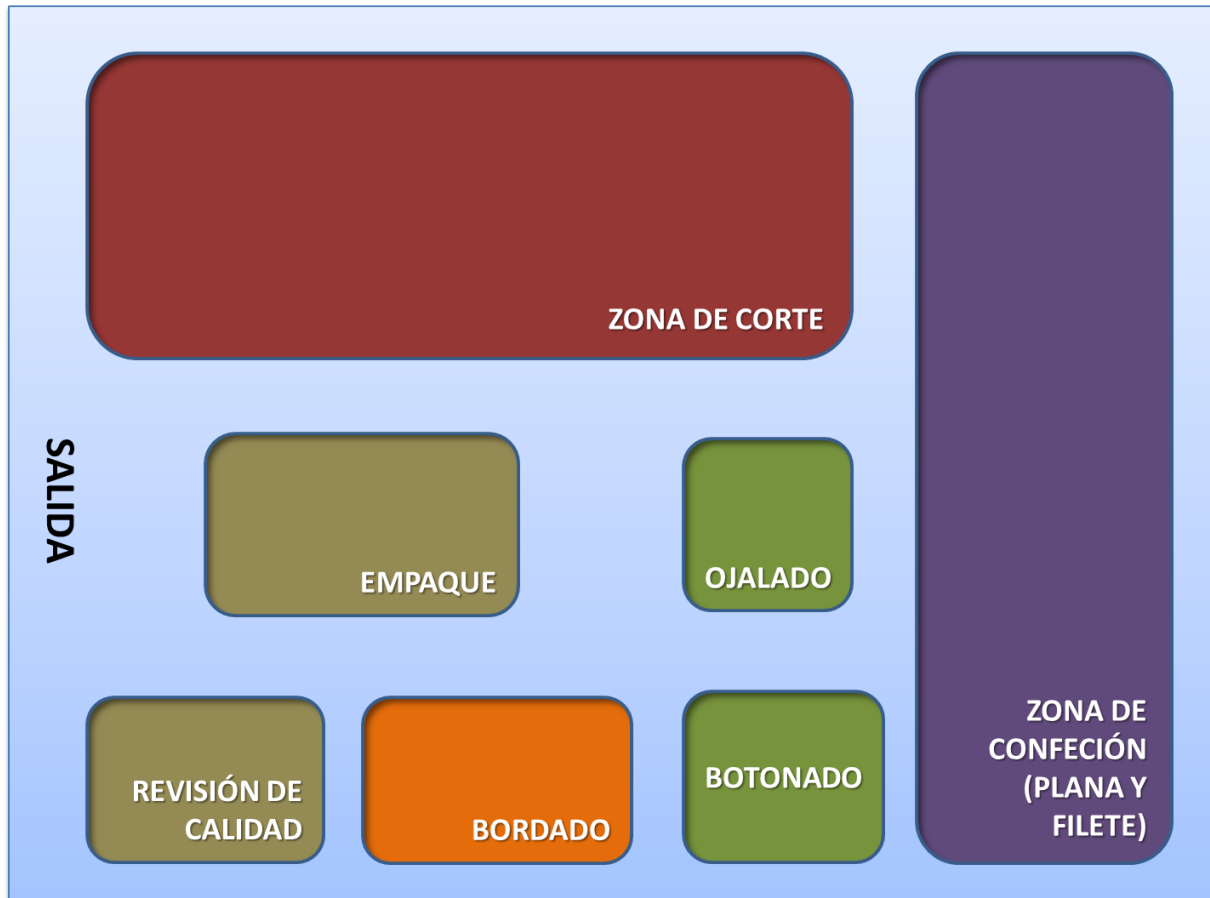 ZONA DE CORTE
SALIDA
EMPAQUE
OJALADO
REVISIÓN DE
CALIDAD
BORDADO
BOTONADO
ZONA DE
CONFECIÓN
(PLANA Y
FILETE)